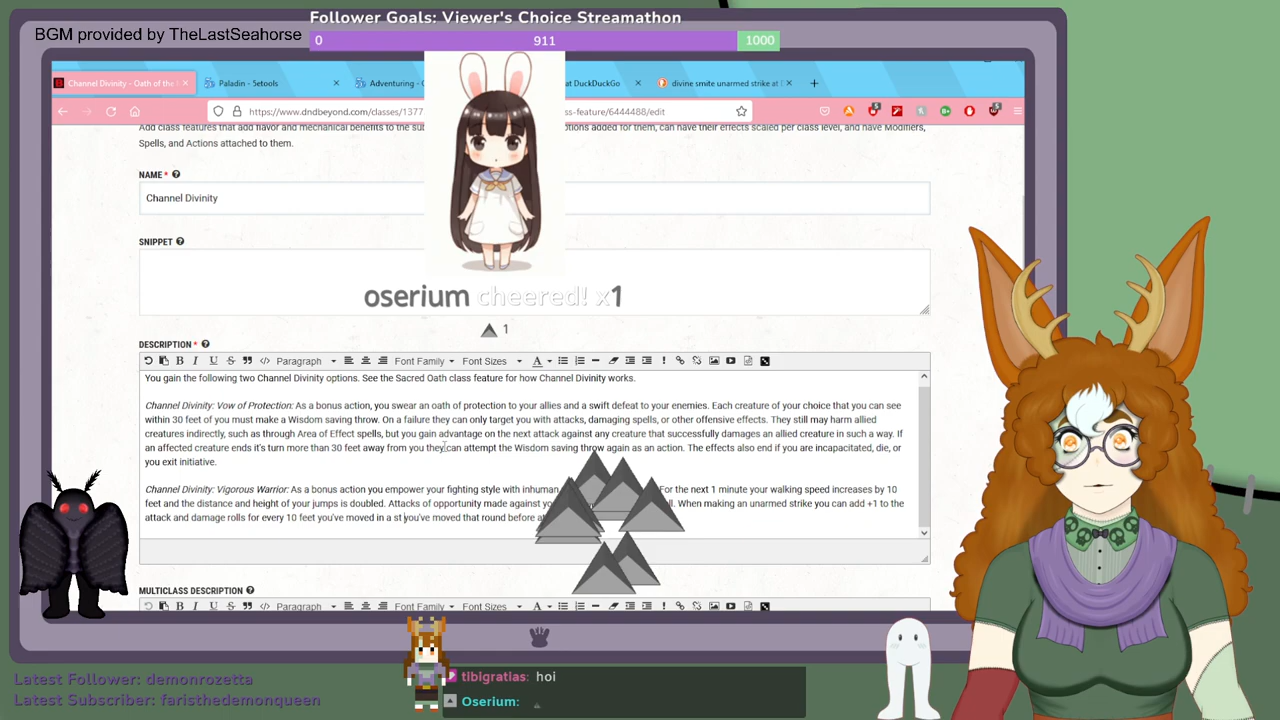 Follower Goals: Viewer's Choice Streamathon
BGM provided by TheLastSeahorse
0 911 1000
Channel Divinity - Oath of the
Paladin - 5etools
Adventuring -
at DuckDuckGo
divine smite unarmed strike at
https://www.dndbeyond.com/classes/1377
class-feature/6444488/edit
Add class features that add flavor and mechanical benefits to the
options added for them, can have their effects scaled per class level, and have Modifiers,
Spells, and Actions attached to them.
NAME *
Channel Divinity
SNIPPET
oserium cheered! x1
1
DESCRIPTION *
Paragraph Font Family Font Sizes A
You gain the following two Channel Divinity options. See the Sacred Oath class feature for how Channel Divinity works.
Channel Divinity: Vow of Protection: As a bonus action, you swear an oath of protection to your allies and a swift defeat to your enemies. Each creature of your choice that you can see
within 30 feet of you must make a Wisdom saving throw. On a failure they can only target you with attacks, damaging spells, or other offensive effects. They still may harm allied
creatures indirectly, such as through Area of Effect spells, but you gain advantage on the next attack against any creature that successfully damages an allied creature in such a way. If
an affected creature ends it's turn more than 30 feet away from you they can attempt the Wisdom saving throw again as an action. The effects also end if you are incapacitated, die, or
you exit initiative.
Channel Divinity: Vigorous Warrior: As a bonus action you empower your fighting style with inhuman For the next 1 minute your walking speed increases by 10
feet and the distance and height of your jumps is doubled. Attacks of opportunity made against you When making an unarmed strike you can add +1 to the
attack and damage rolls for every 10 feet you've moved in a st you've moved that round before
MULTICLASS DESCRIPTION
Paragraph Font Family Font Sizes A
Latest Follower: demonrozetta
Latest Subscriber: faristhedemonqueen
tibigratias: hoi
Oserium: